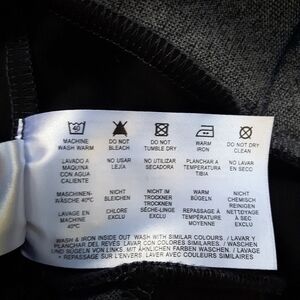 40
MACHINE WASH WARM
DO NOT BLEACH
DO NOT TUMBLE DRY
WARM IRON
DO NOT DRY CLEAN
LAVADO A MAQUINA CON AGUA CALIENTE
NO USAR LEJÍA
NO UTILIZAR SECADORA
PLANCHAR A TEMPERATURA TIBIA
NO LAVAR EN SECO
MASCHINEN-WÄSCHE 40°C
NICHT BLEICHEN
NICHT IM TROCKNER TROCKNEN
WARM BÜGELN
NICHT CHEMISCH REINIGEN
LAVAGE EN MACHINE 40°C
CHLORE EXCLU
SÈCHE-LINGE EXCLU
REPASSAGE À TEMPÉRATURE MOYENNE
NETTOYAGE À SEC EXCLU
WASH & IRON INSIDE OUT WASH WITH SIMILAR COLOURS. / LAVAR Y
PLANCHAR DEL REVÉS LAVAR CON COLORES SIMILARES. / WASCHEN
UND BÜGELN VON LINKS. MIT ÄHNLICHEN FARBEN WASCHEN. / LAVAGE
+ REPASSAGE SUR L'ENVERS. LAVER AVEC COULEURS SIMILAIRES